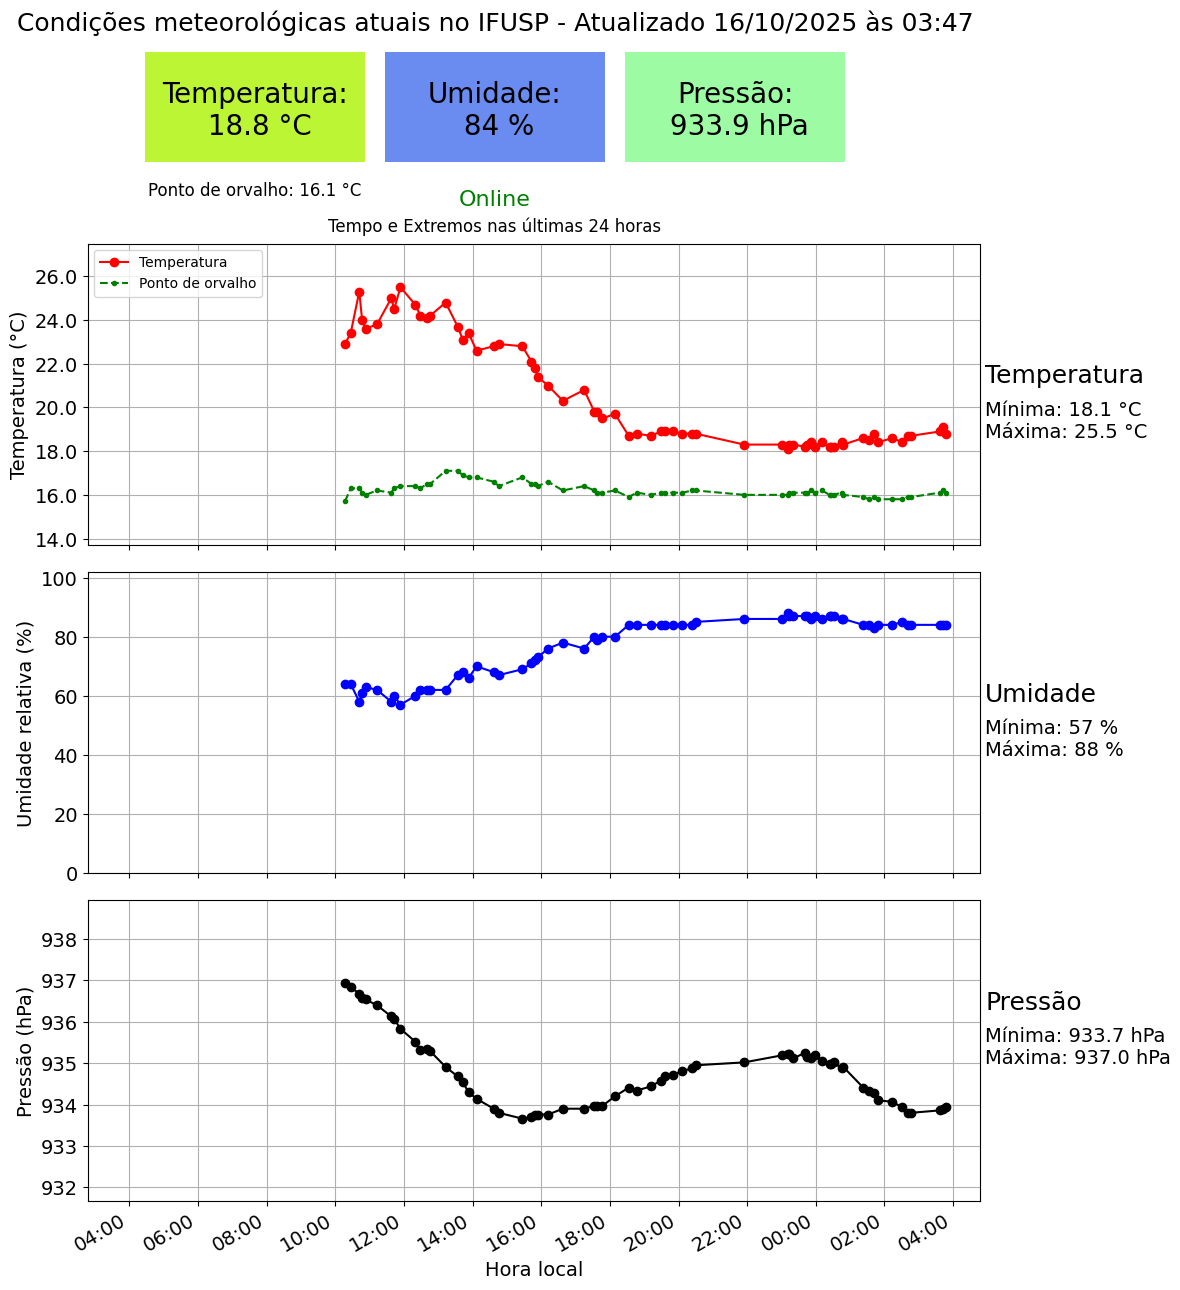 Condições meteorológicas atuais no IFUSP - Atualizado 16/10/2025 às 03:47
Temperatura:
18.8 °C
Umidade:
84 %
Pressão:
933.9 hPa
Ponto de orvalho: 16.1 °C
Online
Tempo e Extremos nas últimas 24 horas
Temperatura
Ponto de orvalho
Temperatura (°C)
26.0
24.0
22.0
20.0
18.0
16.0
14.0
Temperatura
Mínima: 18.1 °C
Máxima: 25.5 °C
Umidade relativa (%)
100
80
60
40
20
0
Umidade
Mínima: 57 %
Máxima: 88 %
Pressão (hPa)
938
937
936
935
934
933
932
Pressão
Mínima: 933.7 hPa
Máxima: 937.0 hPa
04:00 06:00 08:00 10:00 12:00 14:00 16:00 18:00 20:00 22:00 00:00 02:00 04:00
Hora local